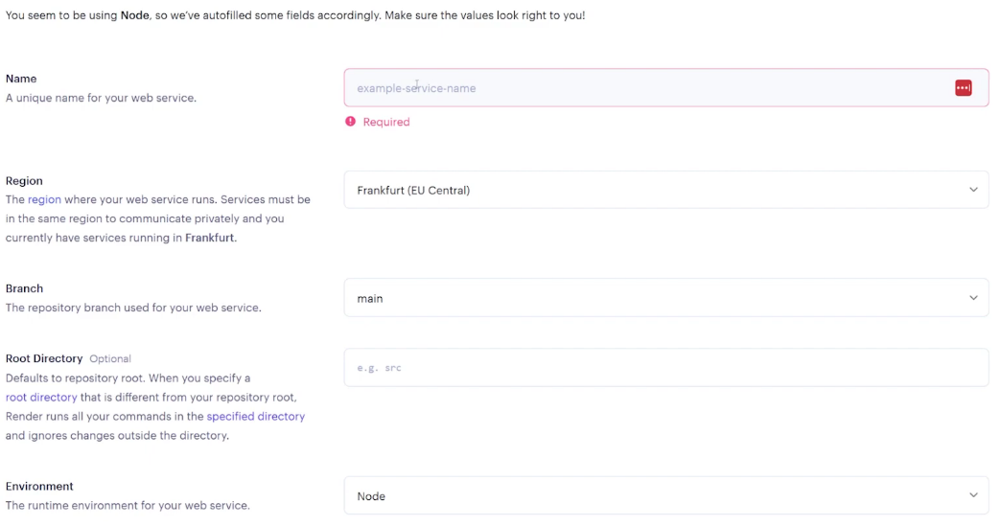 You seem to be using Node, so we've autofilled some fields accordingly. Make sure the values look right to you!
Name
A unique name for your web service.
example-service-name
Required
Region
The region where your web service runs. Services must be
in the same region to communicate privately and you
currently have services running in Frankfurt.
Frankfurt (EU Central)
Branch
The repository branch used for your web service.
main
Root Directory Optional
Defaults to repository root. When you specify a
root directory that is different from your repository root,
Render runs all your commands in the specified directory
and ignores changes outside the directory.
e.g. src
Environment
The runtime environment for your web service.
Node